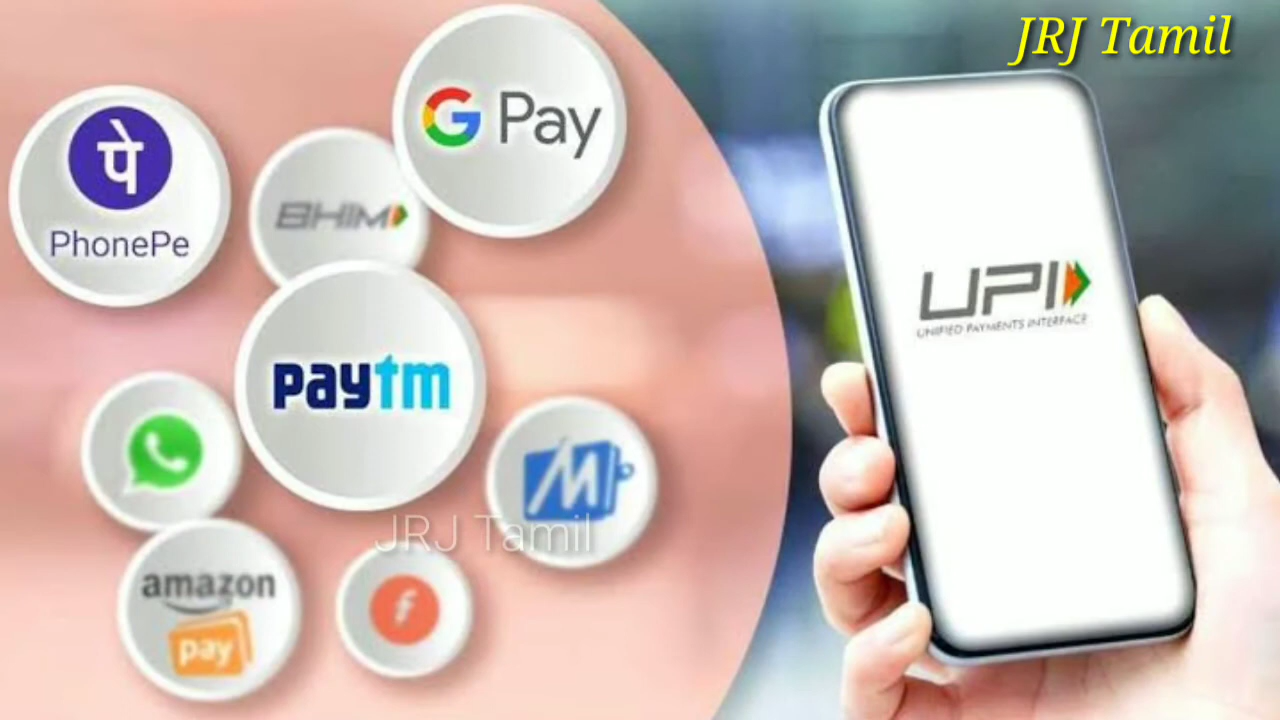 JRJ Tamil
G Pay
पे
PhonePe
BHIM
UPI
UNIFIED PAYMENTS INTERFACE
paytm
M
JRJ Tamil
amazon
pay
f